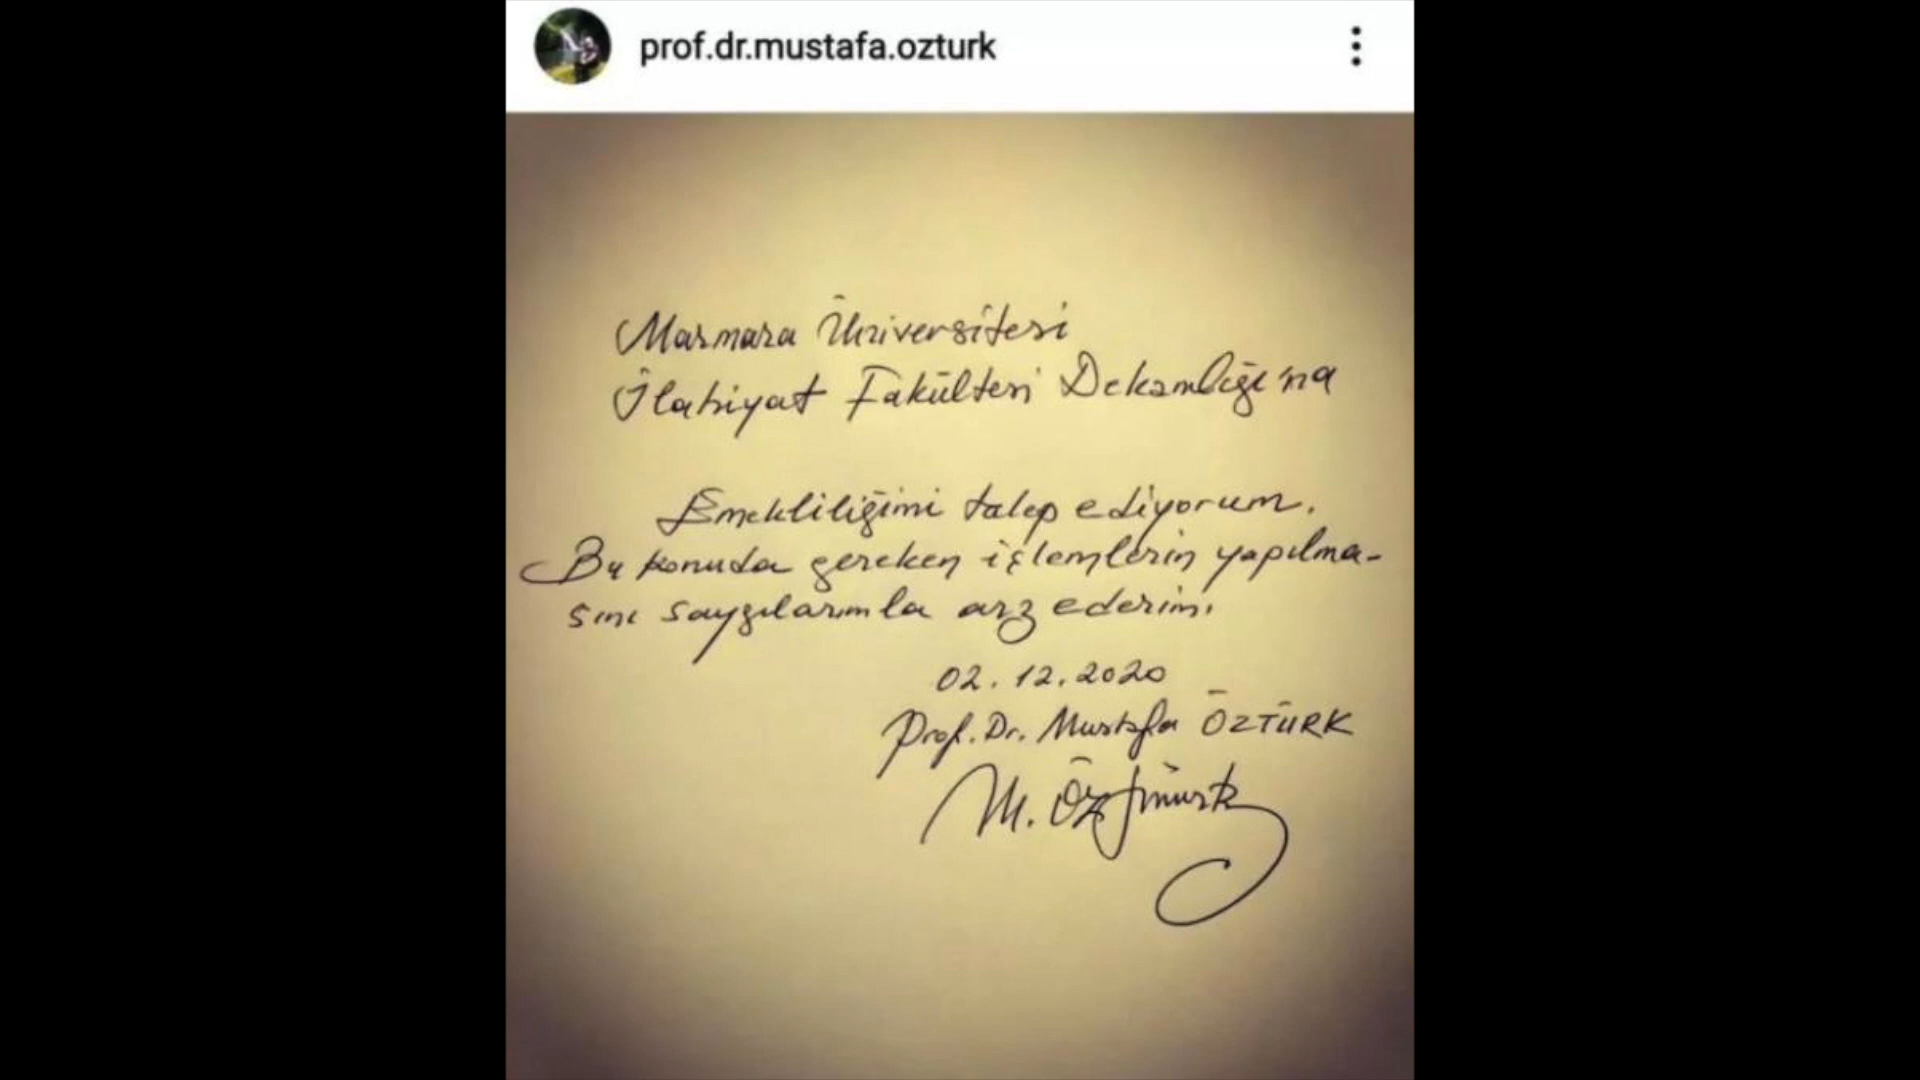 prof.dr.mustafa.ozturk
Marmara Üniversitesi
İlahiyat Fakültesi Dekanlığı'na
Emekliliğimi talep ediyorum.
Bu konuda gereken işlemlerin yapılma-
sını saygılarımla arz ederim.
02.12.2020
Prof. Dr. Mustafa ÖZTÜRK
M. Öztürk